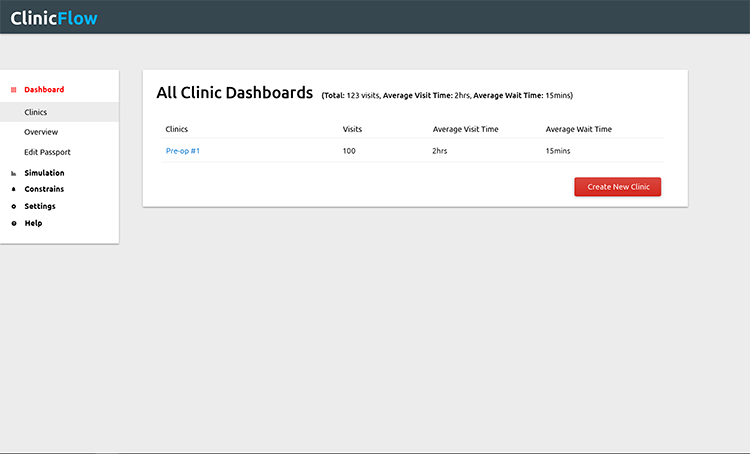 ClinicFlow
Dashboard
Clinics
Overview
Edit Passport
Simulation
Constrains
Settings
Help
All Clinic Dashboards (Total: 123 visits, Average Visit Time: 2hrs, Average Wait Time: 15mins)
Clinics Visits Average Visit Time Average Wait Time
Pre-op #1 100 2hrs 15mins
Create New Clinic